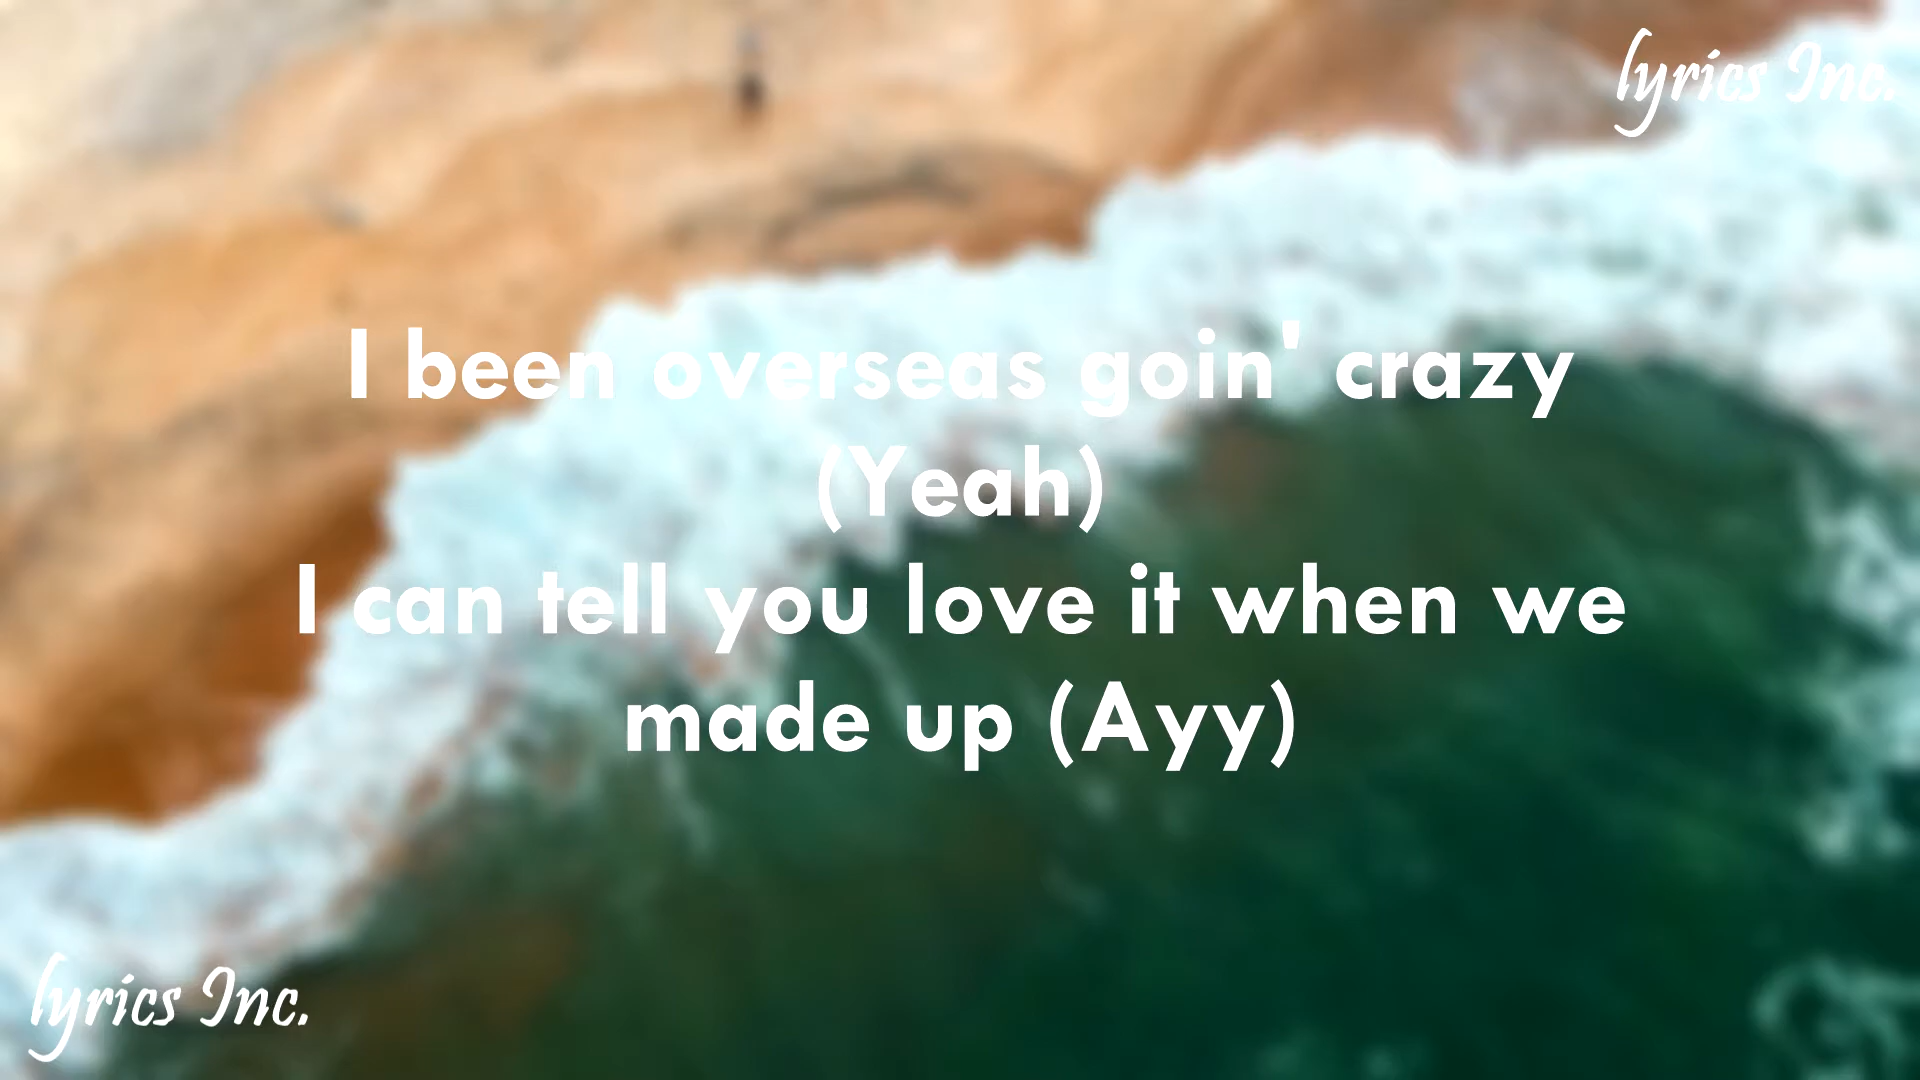 lyrics Inc.
I been overseas goin' crazy
(Yeah)
I can tell you love it when we
made up (Ayy)
lyrics Inc.